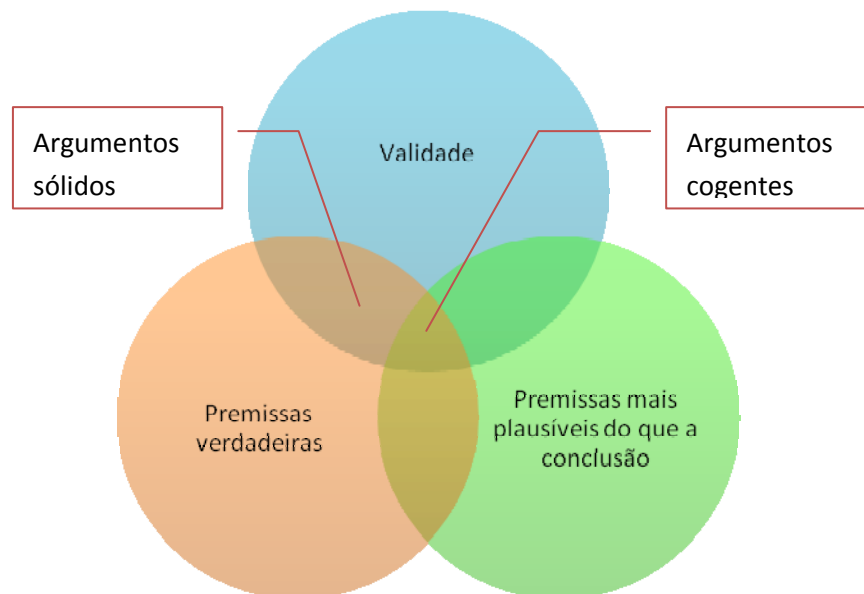 Argumentos
sólidos
Validade
Argumentos
cogentes
Premissas
verdadeiras
Premissas mais
plausíveis do que a
conclusão